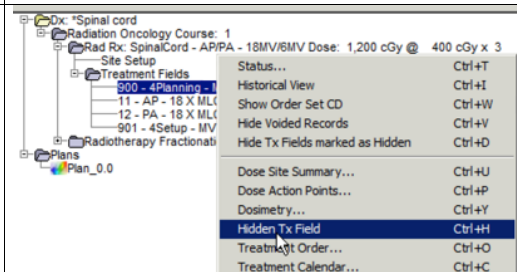 Dx: *Spinal cord
Radiation Oncology Course: 1
Rad Rx: SpinalCord - AP/PA - 18MV/6MV Dose: 1,200 cGy @ 400 cGy x 3
Site Setup
Treatment Fields
900 - 4Planning -
11 - AP - 18 X
12 - PA - 18 X
901 - 4Setup - MV
Radiotherapy
Plans
Plan_0.0
Status... Ctrl+T
Historical View Ctrl+I
Show Order Set CD Ctrl+W
Hide Voided Records Ctrl+V
Hide Tx Fields marked as Hidden Ctrl+D
Dose Site Summary... Ctrl+U
Dose Action Points... Ctrl+P
Dosimetry... Ctrl+Y
Hidden Tx Field Ctrl+H
Treatment Order... Ctrl+O
Treatment Calendar... Ctrl+C